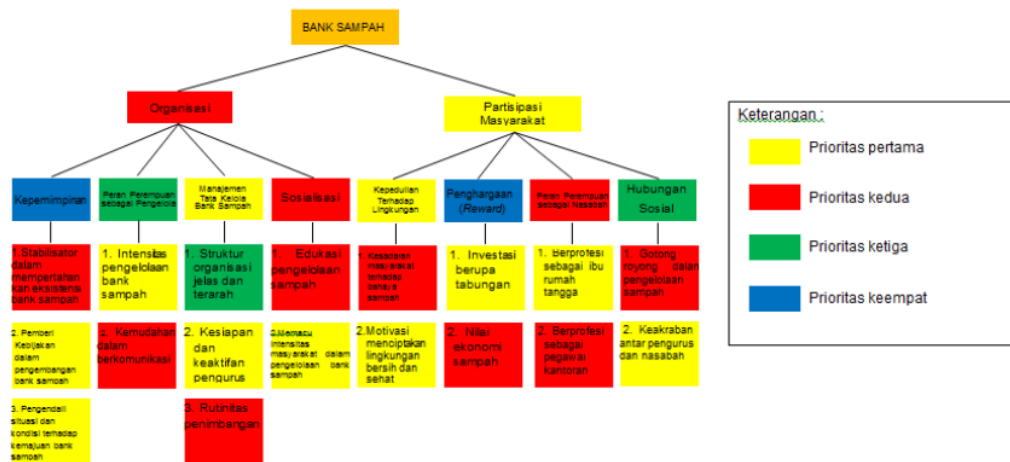 BANK SAMPAH
Organisasi
Partisipasi
Masyarakat
Kepemimpinan
Peran Perempuan
sebagai Pengelola
Manajemen
Tata Kelola
Bank Sampah
Sosialisasi
Kepedulian
Terhadap
Lingkungan
Penghargaan
(Reward)
Peran Perempuan
sebagai Nasabah
Hubungan
Sosial
1.Stabilisator
dalam
mempertahan
kan eksistensi
bank sampah
1. Intensitas
pengelolaan
bank
sampah
1. Struktur
organisasi
jelas dan
terarah
1. Edukasi
pengelolaan
sampah
1. Kesadaran
masyarakat
terhadap
bahaya
sampah
1. Investasi
berupa
tabungan
1. Berprofesi
sebagai ibu
rumah
tangga
1. Gotong
royong dalam
pengelolaan
sampah
2. Pemberi
Kebijakan
dalam
pengembangan
bank sampah
2. Kemudahan
dalam
berkomunikasi
2. Kesiapan
dan
keaktifan
pengurus
2.Memacu
intensitas
masyarakat dalam
pengelolaan bank
sampah
2.Motivasi
menciptakan
lingkungan
bersih dan
sehat
2. Nilai
ekonomi
sampah
2. Berprofesi
sebagai
pegawai
kantoran
2. Keakraban
antar pengurus
dan nasabah
3. Pengendali
situasi dan
kondisi terhadap
kemajuan bank
sampah
3. Rutinitas
penimbangan
Keterangan :
Prioritas pertama
Prioritas kedua
Prioritas ketiga
Prioritas keempat